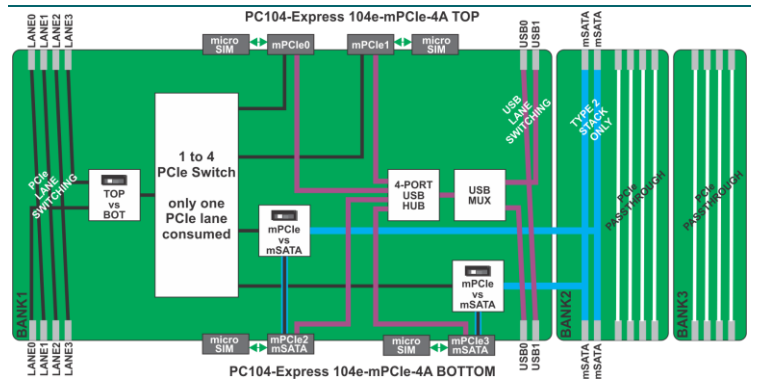 PC104-Express 104e-mPCIe-4A TOP
LANE0
LANE1
LANE2
LANE3
micro
SIM
mPCIe0
mPCIe1
micro
SIM
USB0
USB1
mSATA
mSATA
PCIe
LANE
SWITCHING
TOP
vs
BOT
1 to 4
PCIe Switch
only one
PCIe lane
consumed
mPCIe
vs
mSATA
4-PORT
USB
HUB
USB
MUX
USB
LANE
SWITCHING
mPCIe
vs
mSATA
TYPE 2
STACK
ONLY
PCIe
PASSTHROUGH
PCIe
PASSTHROUGH
BANK1
BANK2
BANK3
LANE0
LANE1
LANE2
LANE3
micro
SIM
mPCIe2
mSATA
micro
SIM
mPCIe3
mSATA
USB0
USB1
mSATA
mSATA
PC104-Express 104e-mPCIe-4A BOTTOM